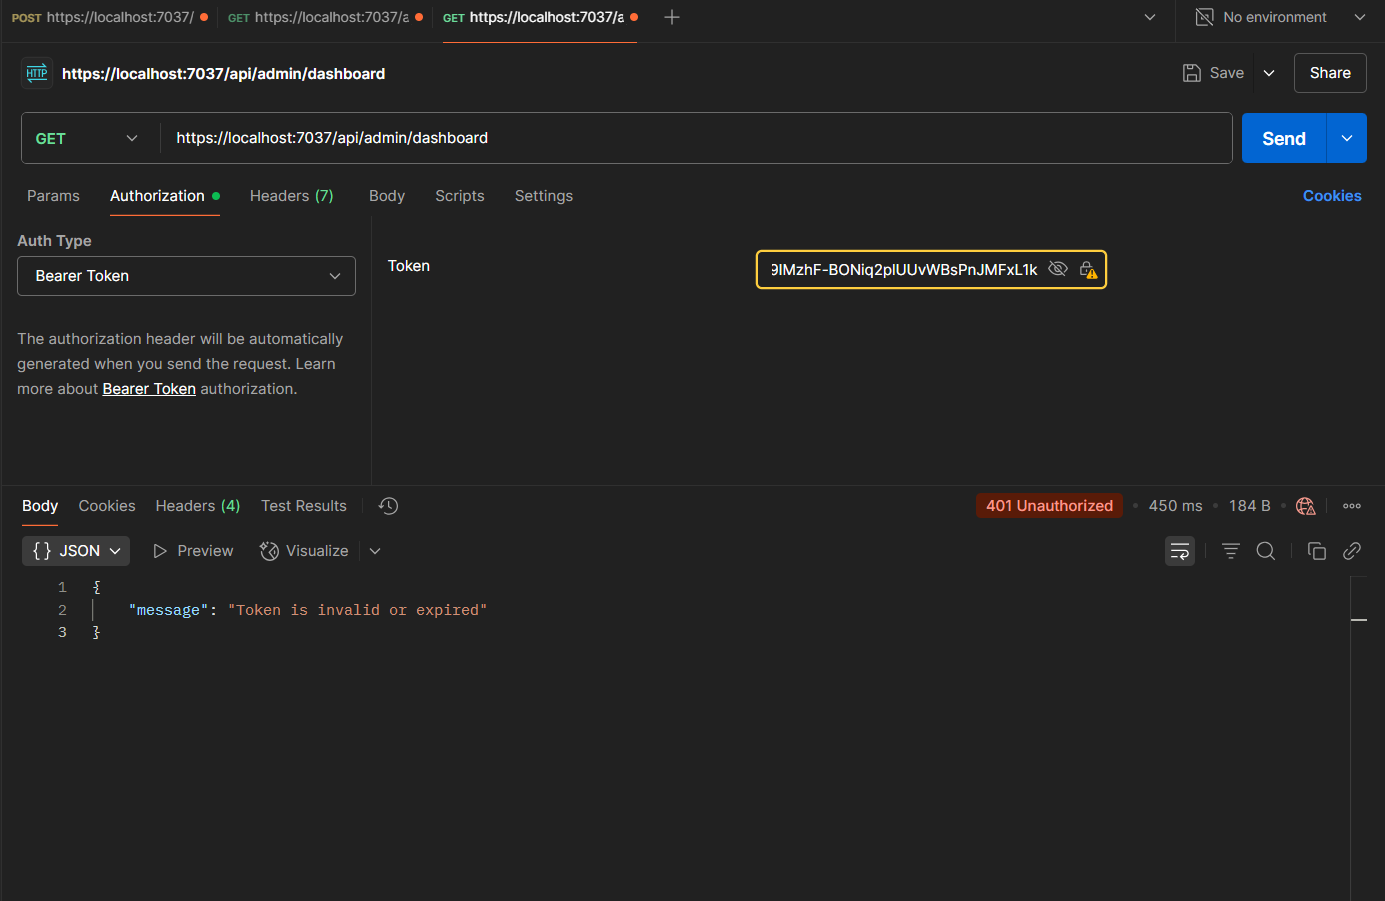 POST https://localhost:7037/
GET https://localhost:7037/a
GET https://localhost:7037/a
No environment
HTTP
https://localhost:7037/api/admin/dashboard
Save
Share
GET
https://localhost:7037/api/admin/dashboard
Send
Params
Authorization
Headers (7)
Body
Scripts
Settings
Cookies
Auth Type
Bearer Token
The authorization header will be automatically
generated when you send the request. Learn
more about Bearer Token authorization.
Token
9IMzhF-BONiq2plUUvWBsPnJMFxL1k
Body
Cookies
Headers (4)
Test Results
401 Unauthorized
450 ms
184 B
{} JSON
Preview
Visualize
1 {
2 "message": "Token is invalid or expired"
3 }